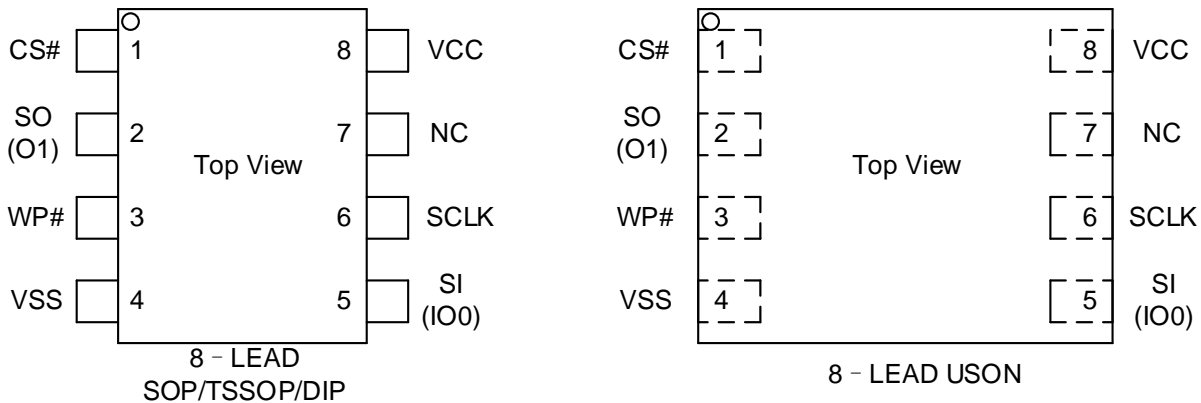 CS#
1
8
VCC
SO
(O1)
2
7
NC
Top View
WP#
3
6
SCLK
VSS
4
5
SI
(IO0)
8 – LEAD
SOP/TSSOP/DIP
CS#
1
8
VCC
SO
(O1)
2
7
NC
Top View
WP#
3
6
SCLK
VSS
4
5
SI
(IO0)
8 – LEAD USON